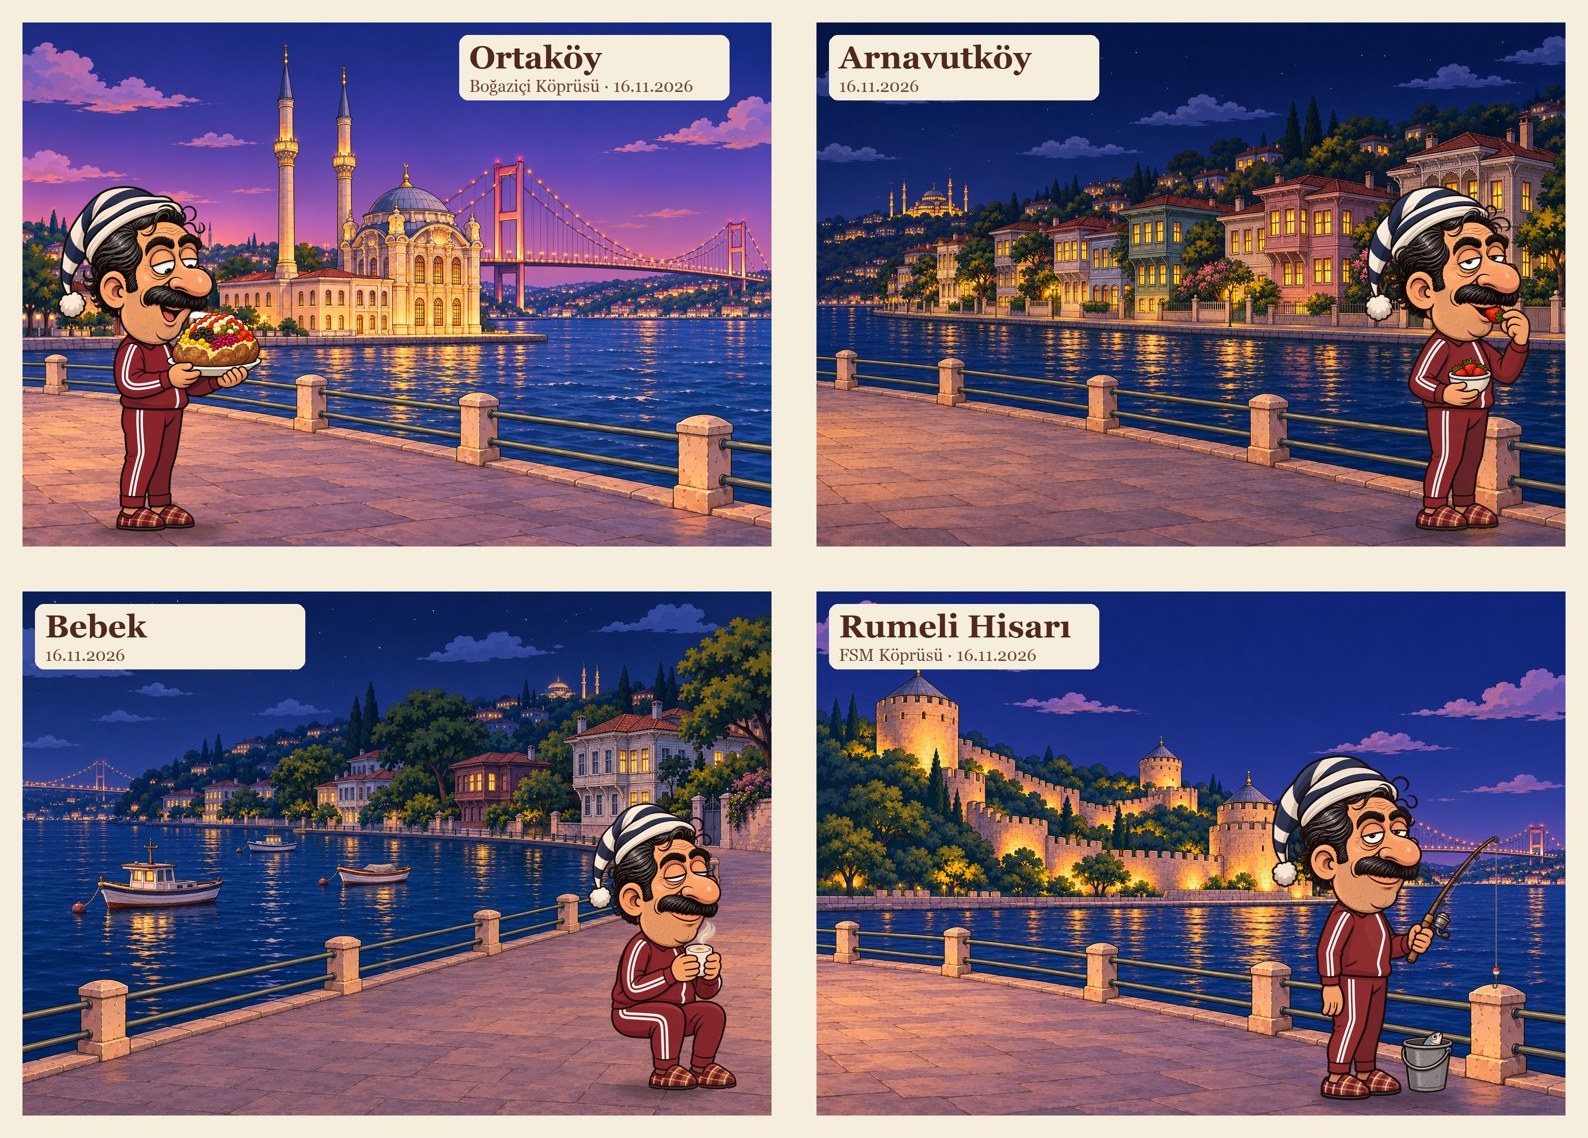 Ortaköy
Boğaziçi Köprüsü · 16.11.2026
Arnavutköy
16.11.2026
Bebek
16.11.2026
Rumeli Hisarı
FSM Köprüsü · 16.11.2026